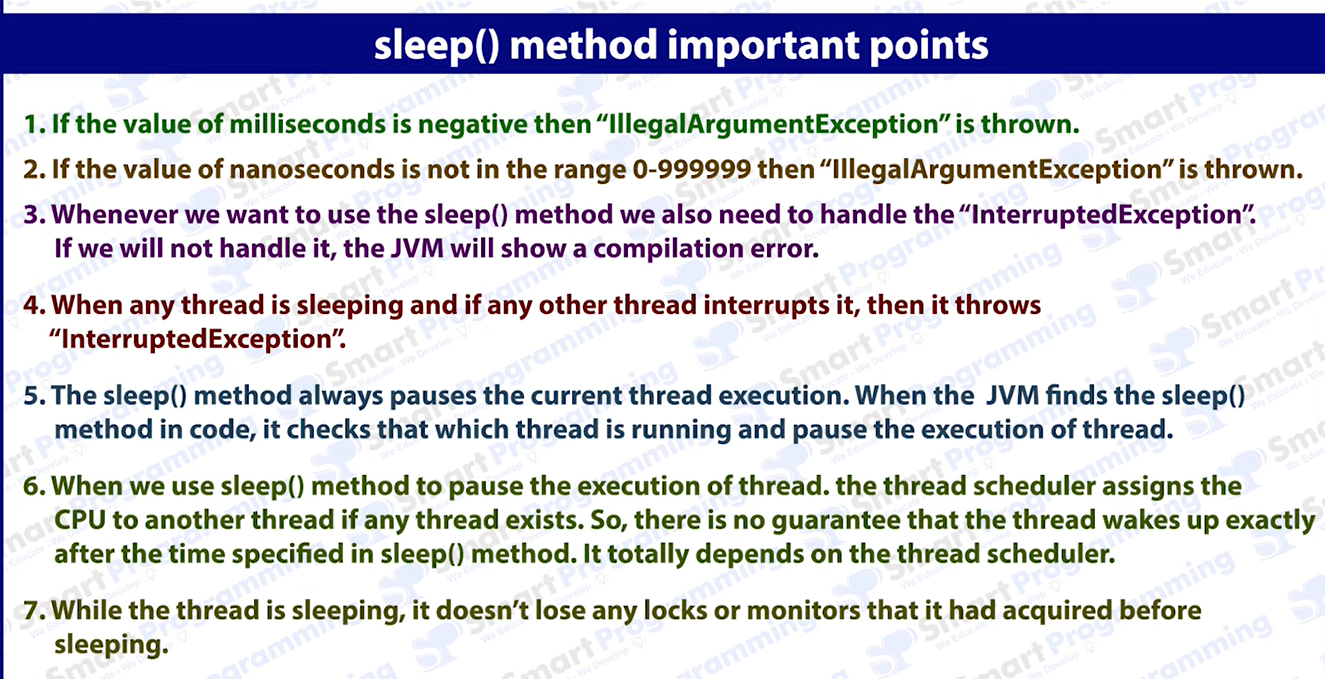 sleep() method important points
1. If the value of milliseconds is negative then “IllegalArgumentException” is thrown.
2. If the value of nanoseconds is not in the range 0-999999 then “IllegalArgumentException” is thrown.
3. Whenever we want to use the sleep() method we also need to handle the “InterruptedException”.
If we will not handle it, the JVM will show a compilation error.
4. When any thread is sleeping and if any other thread interrupts it, then it throws
“InterruptedException”.
5. The sleep() method always pauses the current thread execution. When the JVM finds the sleep()
method in code, it checks that which thread is running and pause the execution of thread.
6. When we use sleep() method to pause the execution of thread. the thread scheduler assigns the
CPU to another thread if any thread exists. So, there is no guarantee that the thread wakes up exactly
after the time specified in sleep() method. It totally depends on the thread scheduler.
7. While the thread is sleeping, it doesn’t lose any locks or monitors that it had acquired before
sleeping.
Smart Programming
We Educate - We Develop